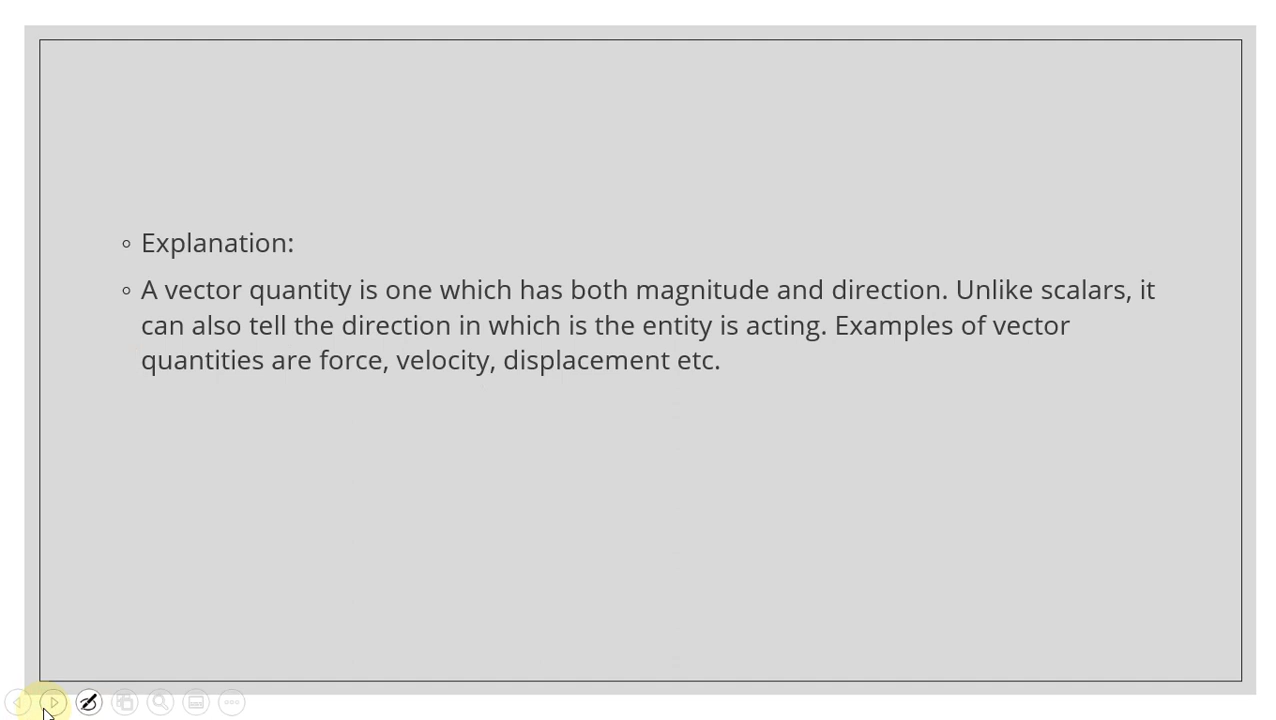 Explanation:
A vector quantity is one which has both magnitude and direction. Unlike scalars, it
can also tell the direction in which is the entity is acting. Examples of vector
quantities are force, velocity, displacement etc.